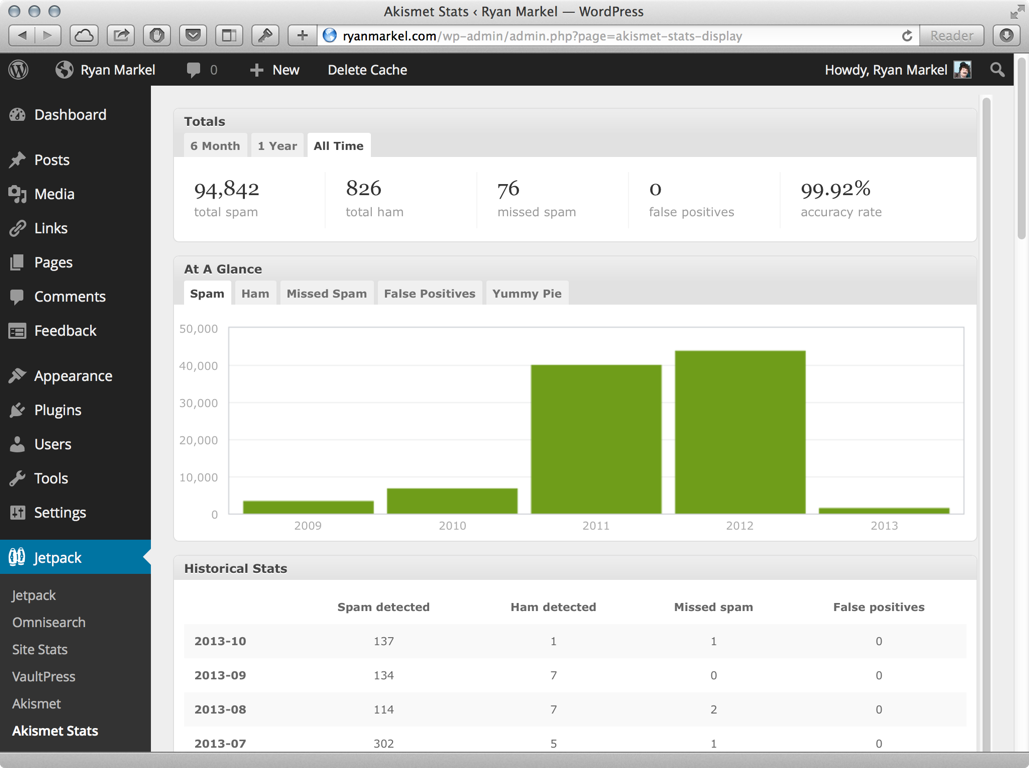 Akismet Stats ‹ Ryan Markel — WordPress
ryanmarkel.com/wp-admin/admin.php?page=akismet-stats-display
Reader
Ryan Markel
0
New
Delete Cache
Howdy, Ryan Markel
Dashboard
Posts
Media
Links
Pages
Comments
Feedback
Appearance
Plugins
Users
Tools
Settings
Jetpack
Jetpack
Omnisearch
Site Stats
VaultPress
Akismet
Akismet Stats
Totals
6 Month 1 Year All Time
94,842 826 76 0 99.92%
total spam total ham missed spam false positives accuracy rate
At A Glance
Spam Ham Missed Spam False Positives Yummy Pie
50,000
40,000
30,000
20,000
10,000
0
2009 2010 2011 2012 2013
Historical Stats
Spam detected Ham detected Missed spam False positives
2013-10 137 1 1 0
2013-09 134 7 0 0
2013-08 114 7 2 0
2013-07 302 5 1 0